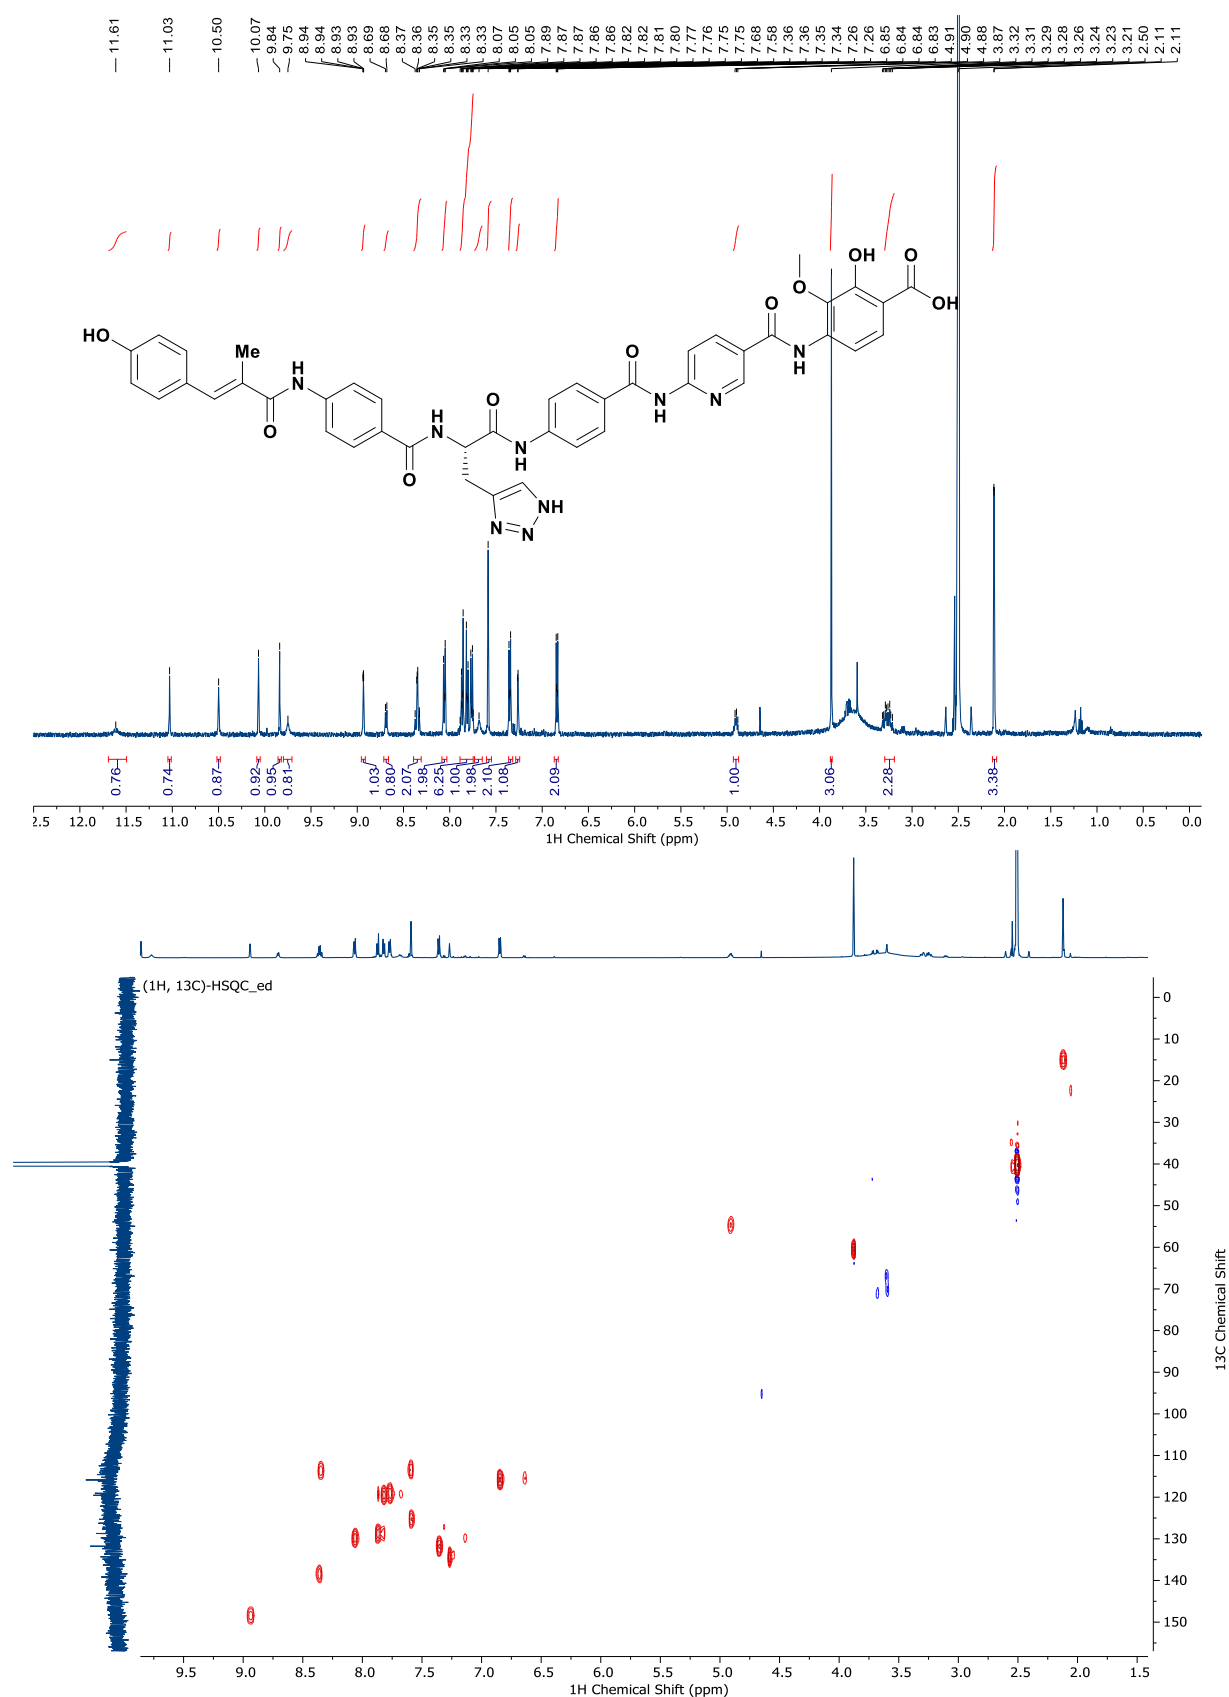 11.61 11.03 10.50 10.07 9.84 9.75 8.94 8.94 8.93 8.93 8.69 8.68 8.37 8.36 8.35 8.35 8.33 8.33 8.07 8.05 8.05 7.89 7.87 7.87 7.86 7.86 7.82 7.82 7.81 7.80 7.77 7.76 7.75 7.75 7.68 7.58 7.36 7.36 7.35 7.34 7.26 7.26 6.85 6.84 6.84 6.83 4.91 4.90 4.88 3.87 3.32 3.31 3.29 3.28 3.26 3.24 3.23 3.21 2.50 2.11 2.11
O OH O
O OH
HO Me O N H
H N O O N H N
O H N O N H
O NH
N N
0.76 0.74 0.87 0.92 0.95 0.81 1.03 0.80 2.07 1.98 6.25 1.00 1.98 2.10 1.08 2.09 1.00 3.06 2.28 3.38
2.5 12.0 11.5 11.0 10.5 10.0 9.5 9.0 8.5 8.0 7.5 7.0 6.5 6.0 5.5 5.0 4.5 4.0 3.5 3.0 2.5 2.0 1.5 1.0 0.5 0.0
1H Chemical Shift (ppm)
(1H, 13C)-HSQC_ed
0
10
20
30
40
50
60
70
80
90
100
110
120
130
140
150
13C Chemical Shift
9.5 9.0 8.5 8.0 7.5 7.0 6.5 6.0 5.5 5.0 4.5 4.0 3.5 3.0 2.5 2.0 1.5
1H Chemical Shift (ppm)